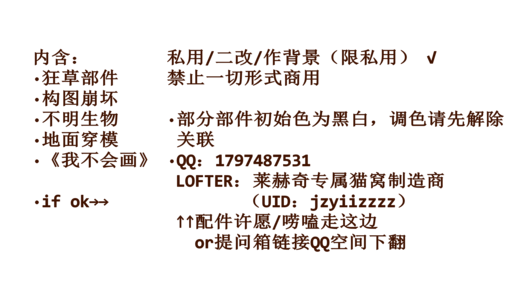 内含：
·狂草部件
·构图崩坏
·不明生物
·地面穿模
·《我不会画》
·if ok→→
私用/二改/作背景（限私用） √
禁止一切形式商用
·部分部件初始色为黑白，调色请先解除
关联
·QQ：1797487531
LOFTER：莱赫奇专属猫窝制造商
（UID：jzyiizzzz）
↑↑配件许愿/唠嗑走这边
or提问箱链接QQ空间下翻